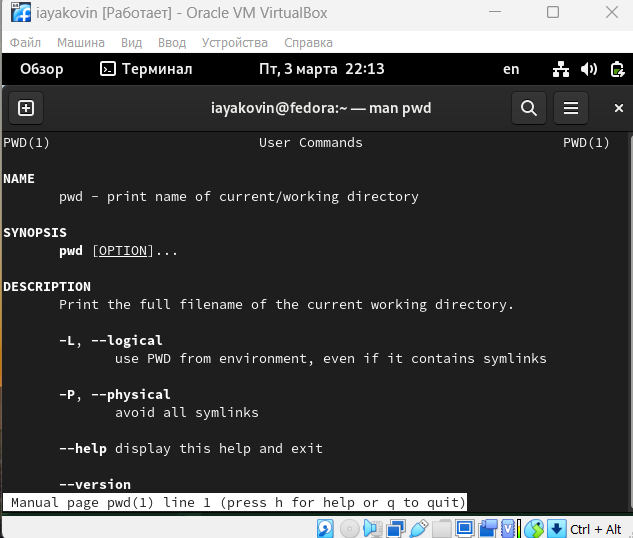 iayakovin [Работает] - Oracle VM VirtualBox
Файл Машина Вид Ввод Устройства Справка
Обзор Терминал Пт, 3 марта 22:13 en
iayakovin@fedora:~ — man pwd
PWD(1) User Commands PWD(1)
NAME
pwd - print name of current/working directory
SYNOPSIS
pwd [OPTION]...
DESCRIPTION
Print the full filename of the current working directory.
-L, --logical
use PWD from environment, even if it contains symlinks
-P, --physical
avoid all symlinks
--help display this help and exit
--version
Manual page pwd(1) line 1 (press h for help or q to quit)
Ctrl + Alt